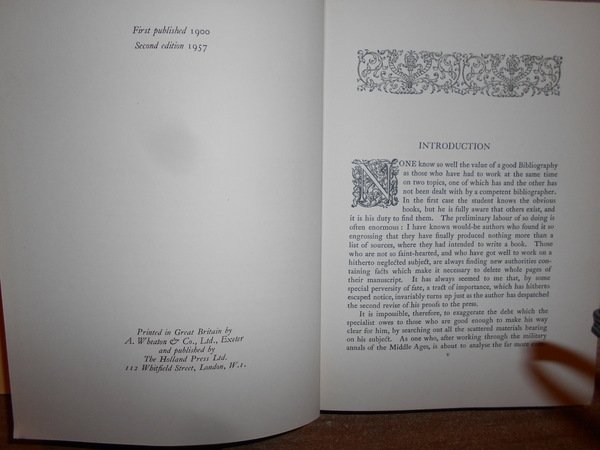 First published 1900
Second edition 1957
Printed in Great Britain by
A. Wheaton & Co., Ltd., Exeter
and published by
The Holland Press Ltd.
112 Whitfield Street, London, W.1.
INTRODUCTION
NONE know so well the value of a good Bibliography
as those who have had to work at the same time
on two topics, one of which has and the other has
not been dealt with by a competent bibliographer.
In the first case the student knows the obvious
books, but he is fully aware that others exist, and
it is his duty to find them. The preliminary labour of so doing is
often enormous: I have known would-be authors who found it so
engrossing that they have finally produced nothing more than a
list of sources, where they had intended to write a book. Those
who are not so faint-hearted, and who have got well to work on a
hitherto neglected subject, are always finding new authorities con-
taining facts which make it necessary to delete whole pages of
their manuscript. It has always seemed to me that, by some
special perversity of fate, a tract of importance, which has hitherto
escaped notice, invariably turns up just as the author has despatched
the second revise of his proofs to the press.
It is impossible, therefore, to exaggerate the debt which the
specialist owes to those who are good enough to make his way
clear for him, by searching out all the scattered materials bearing
on his subject. As one who, after working through the military
annals of the Middle Ages, is about to analyse the far more com-
v